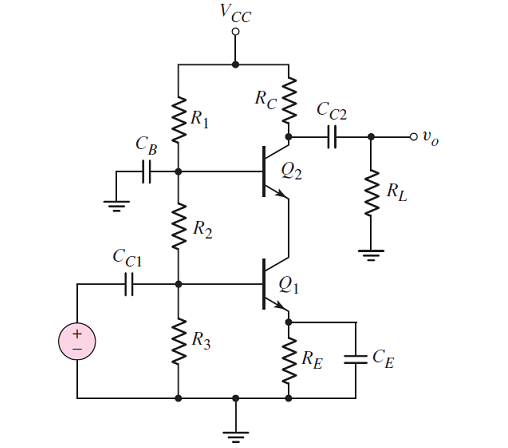 V_CC
R_C
C_C2
v_o
R_1
C_B
Q_2
R_L
R_2
C_C1
Q_1
+
−
R_3
R_E
C_E